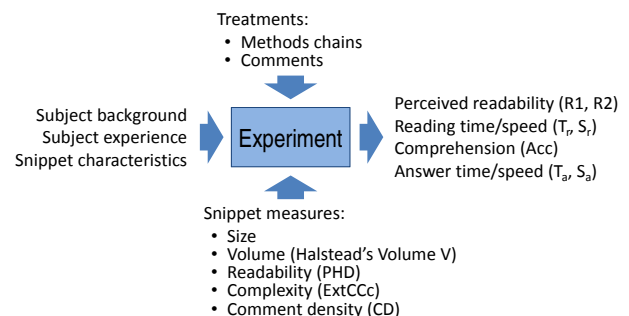 Treatments:
• Methods chains
• Comments
Subject background
Subject experience
Snippet characteristics
Experiment
Perceived readability (R1, R2)
Reading time/speed (Tr, Sr)
Comprehension (Acc)
Answer time/speed (Ta, Sa)
Snippet measures:
• Size
• Volume (Halstead's Volume V)
• Readability (PHD)
• Complexity (ExtCCc)
• Comment density (CD)